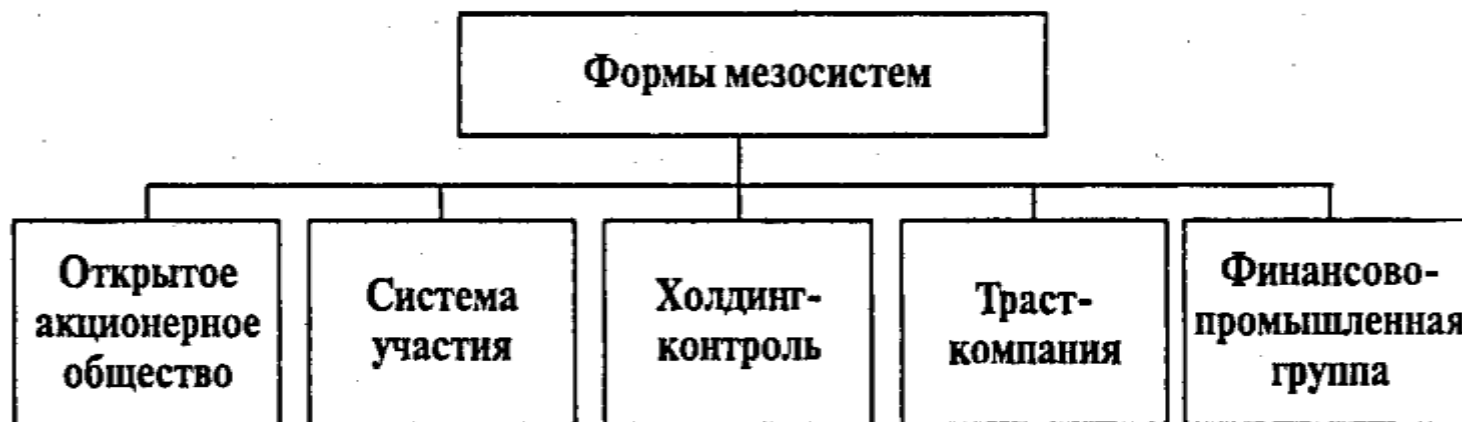 Формы мезосистем
Открытое
акционерное
общество
Система
участия
Холдинг-
контроль
Траст-
компания
Финансово-
промышленная
группа